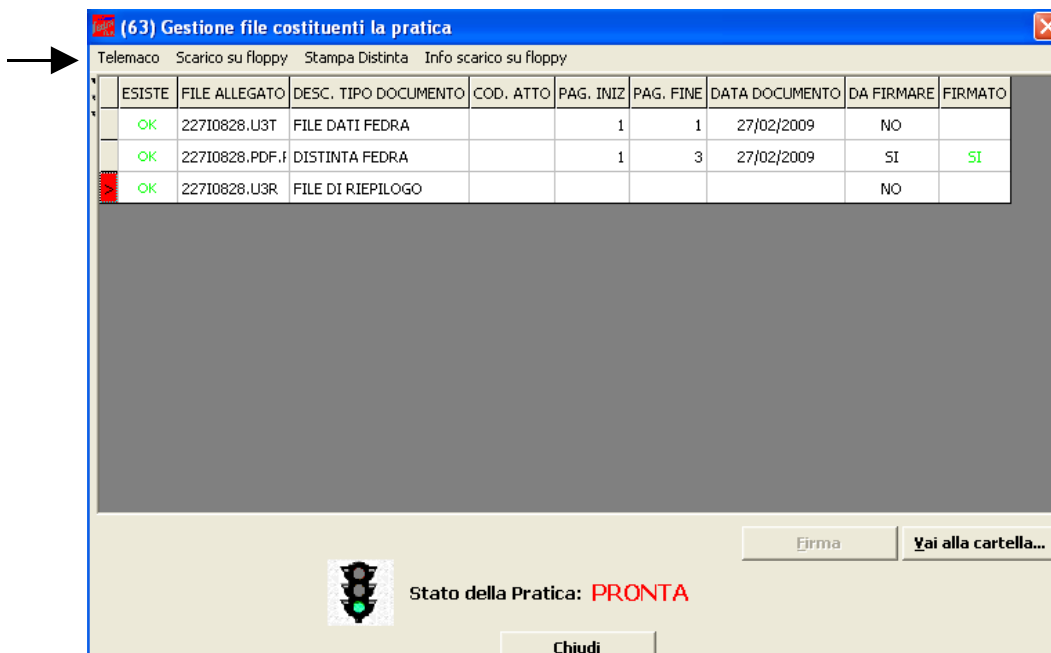 (63) Gestione file costituenti la pratica
Telemaco Scarico su floppy Stampa Distinta Info scarico su floppy
ESISTE FILE ALLEGATO DESC. TIPO DOCUMENTO COD. ATTO PAG. INIZ PAG. FINE DATA DOCUMENTO DA FIRMARE FIRMATO
OK 227I0828.U3T FILE DATI FEDRA 1 1 27/02/2009 NO
OK 227I0828.PDF. DISTINTA FEDRA 1 3 27/02/2009 SI SI
> OK 227I0828.U3R FILE DI RIEPILOGO NO
Firma Vai alla cartella...
Stato della Pratica: PRONTA
Chiudi